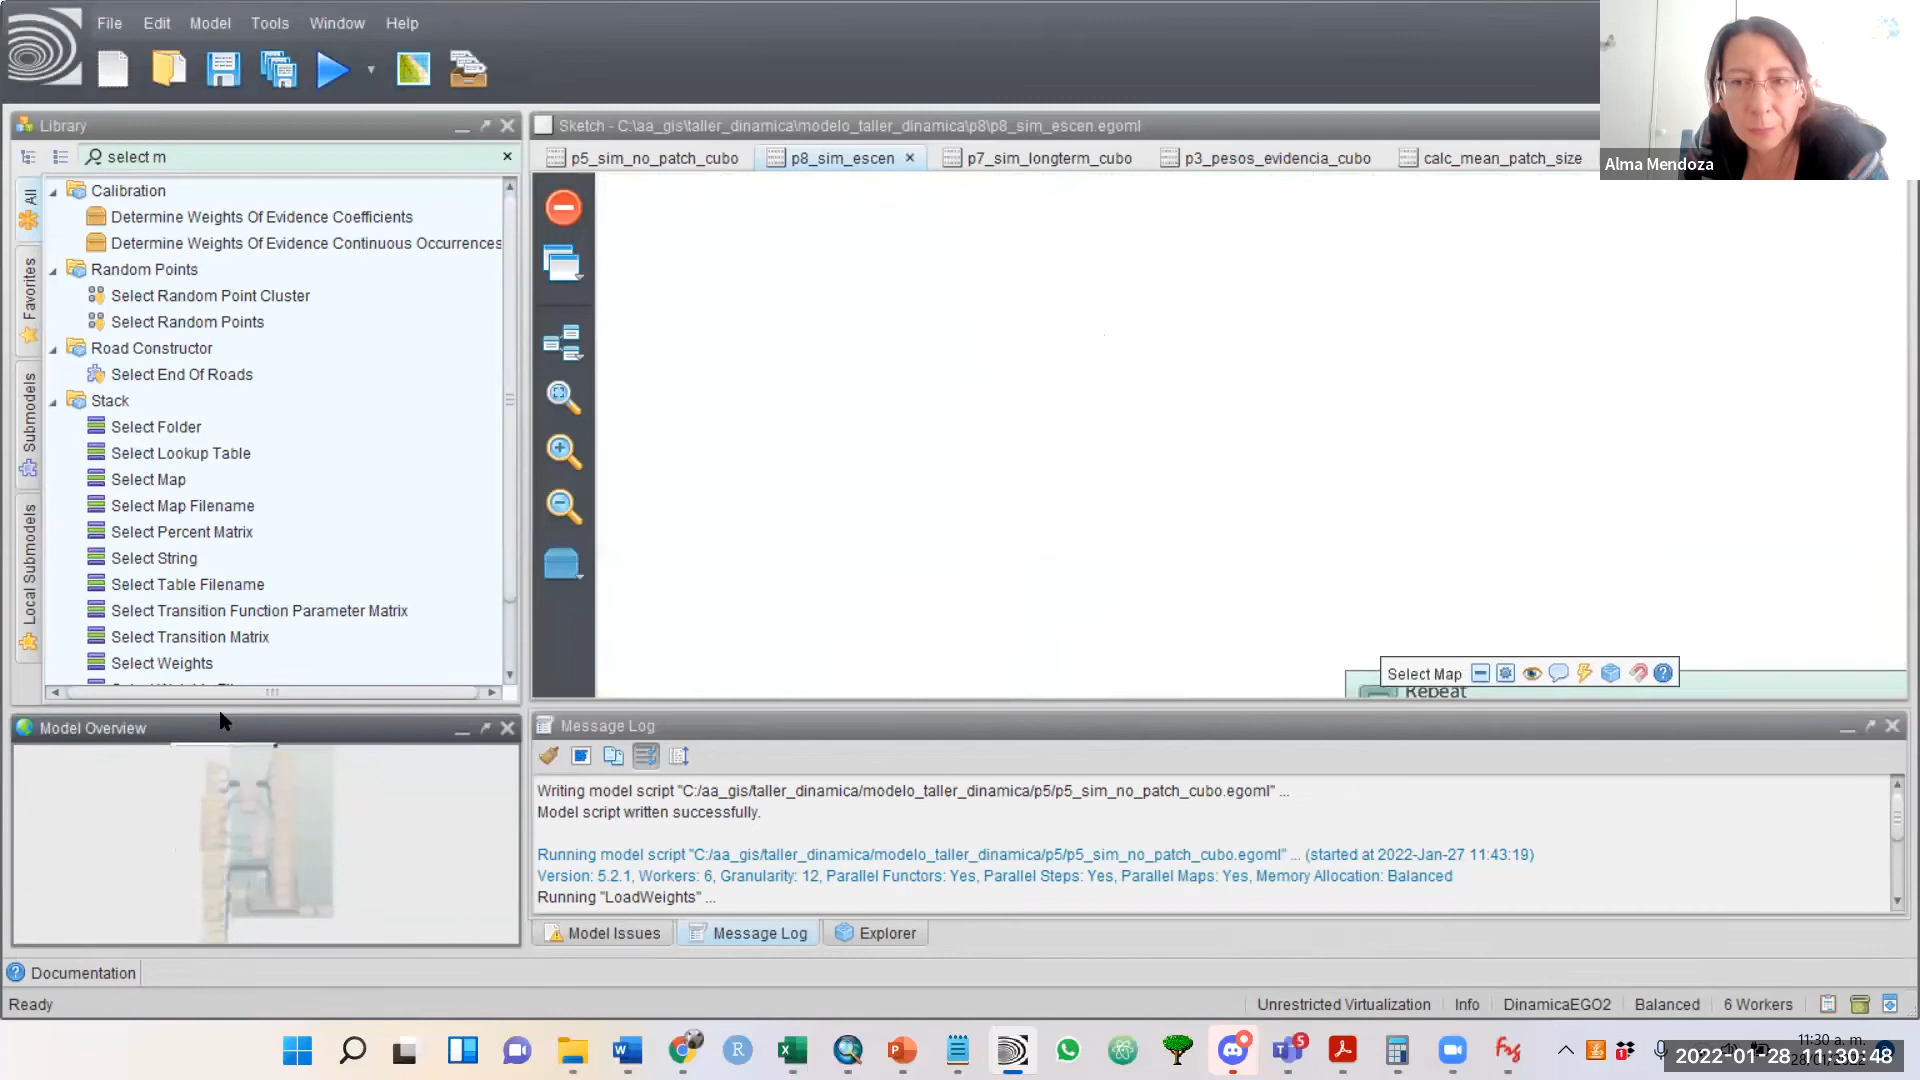 File Edit Model Tools Window Help
Library
select m
All
Favorites
Submodels
Local Submodels
Calibration
Determine Weights Of Evidence Coefficients
Determine Weights Of Evidence Continuous Occurrences
Random Points
Select Random Point Cluster
Select Random Points
Road Constructor
Select End Of Roads
Stack
Select Folder
Select Lookup Table
Select Map
Select Map Filename
Select Percent Matrix
Select String
Select Table Filename
Select Transition Function Parameter Matrix
Select Transition Matrix
Select Weights
Sketch - C:\aa_gis\taller_dinamica\modelo_taller_dinamica\p8\p8_sim_escen.egoml
p5_sim_no_patch_cubo p8_sim_escen p7_sim_longterm_cubo p3_pesos_evidencia_cubo calc_mean_patch_size
Alma Mendoza
Select Map
Repeat
Model Overview
Message Log
Writing model script "C:/aa_gis/taller_dinamica/modelo_taller_dinamica/p5/p5_sim_no_patch_cubo.egoml" ...
Model script written successfully.
Running model script "C:/aa_gis/taller_dinamica/modelo_taller_dinamica/p5/p5_sim_no_patch_cubo.egoml" ... (started at 2022-Jan-27 11:43:19)
Version: 5.2.1, Workers: 6, Granularity: 12, Parallel Functors: Yes, Parallel Steps: Yes, Parallel Maps: Yes, Memory Allocation: Balanced
Running "LoadWeights" ...
Model Issues Message Log Explorer
Documentation
Ready
Unrestricted Virtualization Info DinamicaEGO2 Balanced 6 Workers
11:30 a. m.
2022-01-28 11:30:48